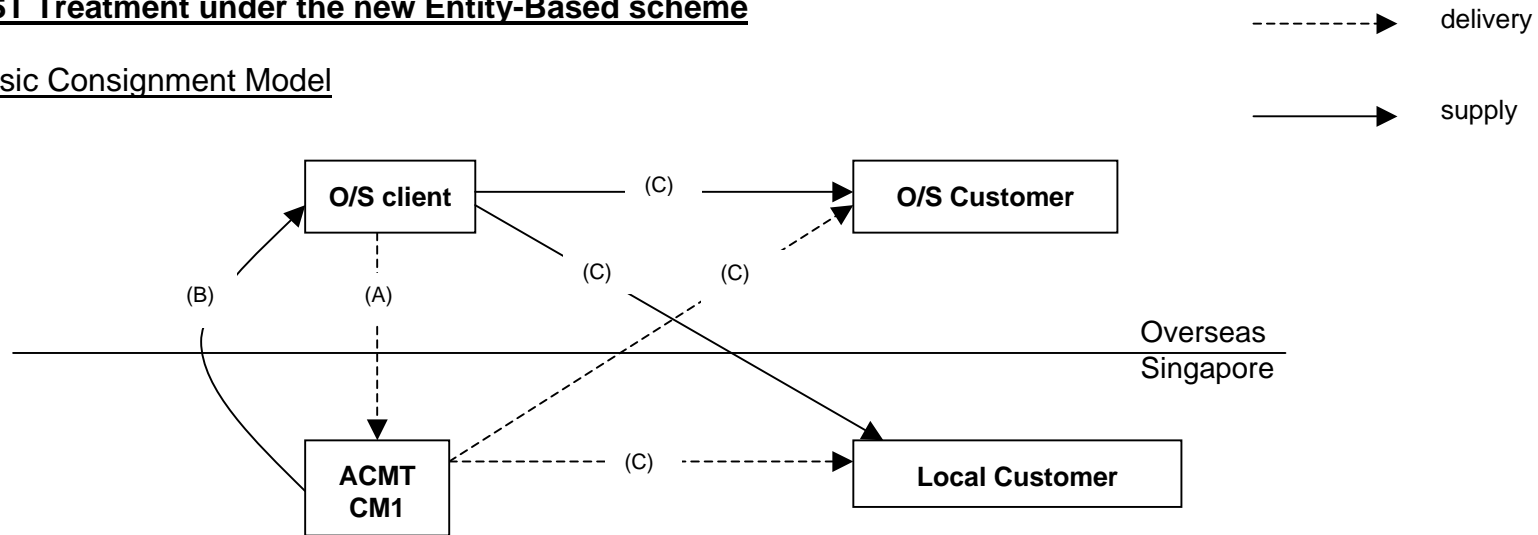 ST Treatment under the new Entity-Based scheme
delivery
sic Consignment Model
supply
O/S client
(C)
O/S Customer
(C)
(C)
(B)
(A)
Overseas
Singapore
ACMT
CM1
(C)
Local Customer